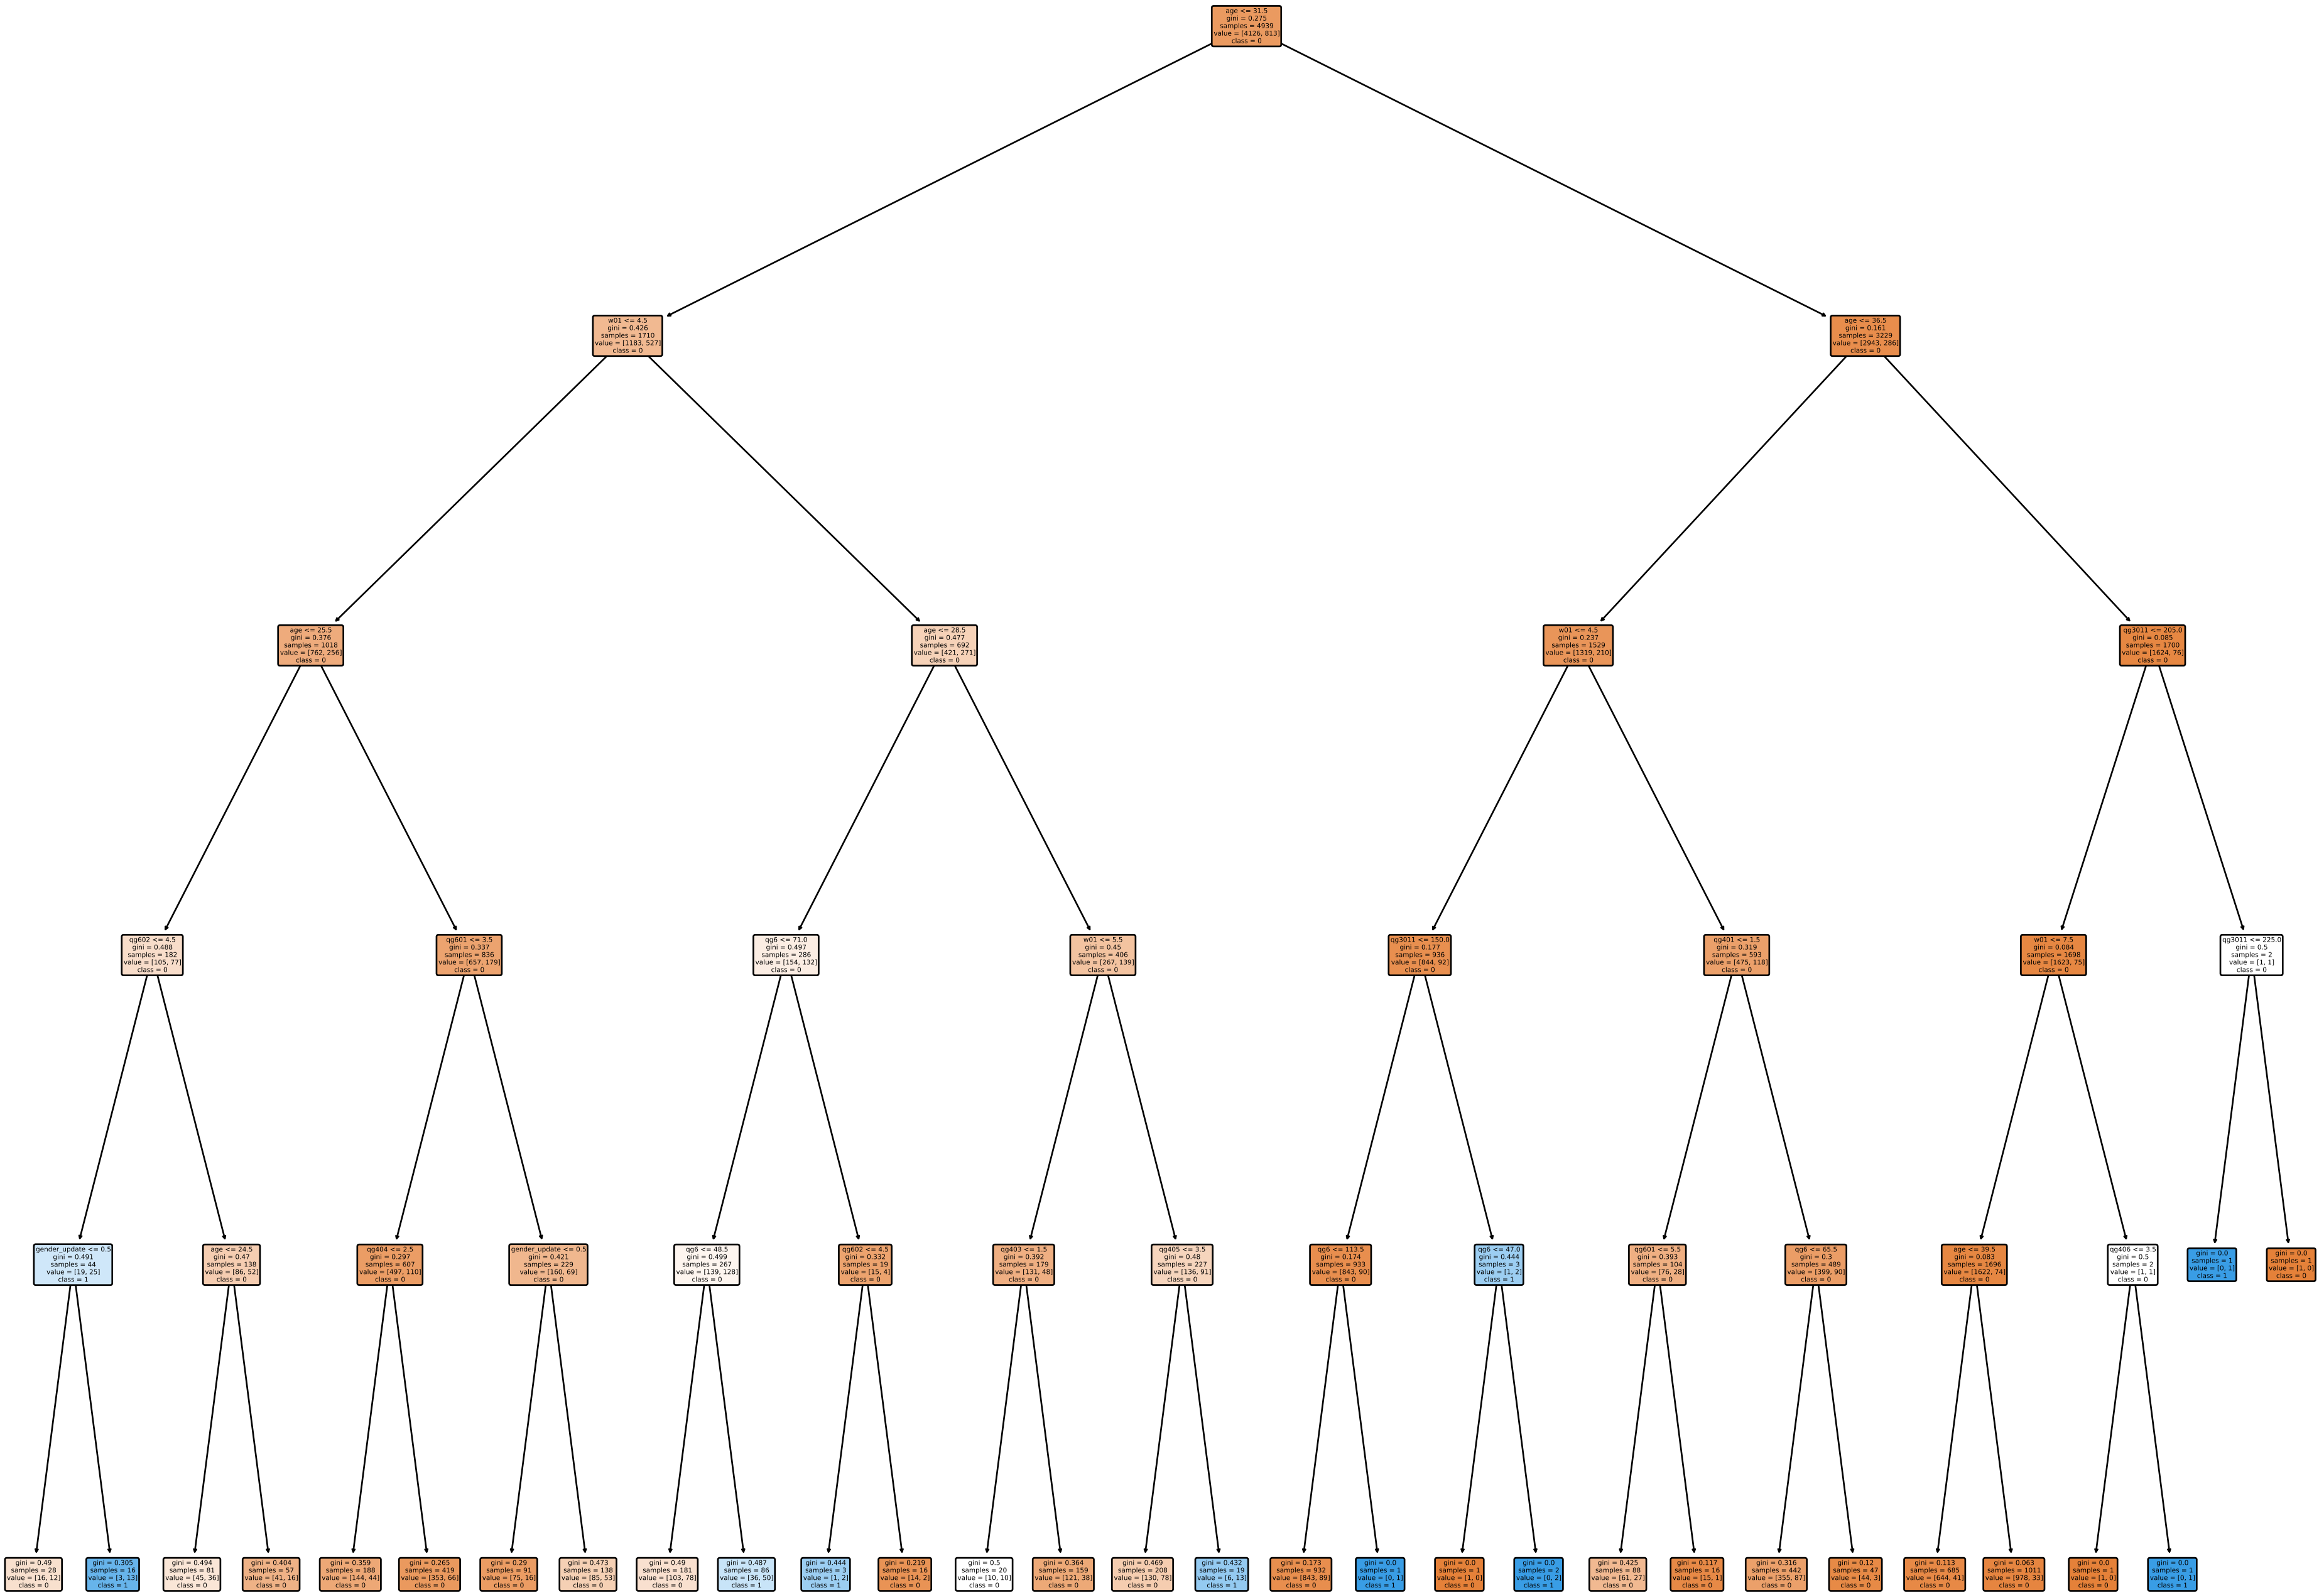 age <= 31.5
gini = 0.275
samples = 4939
value = [4126, 813]
class = 0
w01 <= 4.5
gini = 0.426
samples = 1710
value = [1183, 527]
class = 0
age <= 36.5
gini = 0.161
samples = 3229
value = [2943, 286]
class = 0
age <= 25.5
gini = 0.376
samples = 1018
value = [762, 256]
class = 0
age <= 28.5
gini = 0.477
samples = 692
value = [421, 271]
class = 0
w01 <= 4.5
gini = 0.237
samples = 1529
value = [1319, 210]
class = 0
qg3011 <= 205.0
gini = 0.085
samples = 1700
value = [1624, 76]
class = 0
qg602 <= 4.5
gini = 0.488
samples = 182
value = [105, 77]
class = 0
qg601 <= 3.5
gini = 0.337
samples = 836
value = [657, 179]
class = 0
qg6 <= 71.0
gini = 0.497
samples = 286
value = [154, 132]
class = 0
w01 <= 5.5
gini = 0.45
samples = 406
value = [267, 139]
class = 0
qg3011 <= 150.0
gini = 0.177
samples = 936
value = [844, 92]
class = 0
qg401 <= 1.5
gini = 0.319
samples = 593
value = [475, 118]
class = 0
w01 <= 7.5
gini = 0.084
samples = 1698
value = [1623, 75]
class = 0
qg3011 <= 225.0
gini = 0.5
samples = 2
value = [1, 1]
class = 0
gender_update <= 0.5
gini = 0.491
samples = 44
value = [19, 25]
class = 1
age <= 24.5
gini = 0.47
samples = 138
value = [86, 52]
class = 0
qg404 <= 2.5
gini = 0.297
samples = 607
value = [497, 110]
class = 0
gender_update <= 0.5
gini = 0.421
samples = 229
value = [160, 69]
class = 0
qg6 <= 48.5
gini = 0.499
samples = 267
value = [139, 128]
class = 0
qg602 <= 4.5
gini = 0.332
samples = 19
value = [15, 4]
class = 0
qg403 <= 1.5
gini = 0.392
samples = 179
value = [131, 48]
class = 0
qg405 <= 3.5
gini = 0.48
samples = 227
value = [136, 91]
class = 0
qg6 <= 113.5
gini = 0.174
samples = 933
value = [843, 90]
class = 0
qg6 <= 47.0
gini = 0.444
samples = 3
value = [1, 2]
class = 1
qg601 <= 5.5
gini = 0.393
samples = 104
value = [76, 28]
class = 0
qg6 <= 65.5
gini = 0.3
samples = 489
value = [399, 90]
class = 0
age <= 39.5
gini = 0.083
samples = 1696
value = [1622, 74]
class = 0
qg406 <= 3.5
gini = 0.5
samples = 2
value = [1, 1]
class = 0
gini = 0.0
samples = 1
value = [0, 1]
class = 1
gini = 0.0
samples = 1
value = [1, 0]
class = 0
gini = 0.49
samples = 28
value = [16, 12]
class = 0
gini = 0.305
samples = 16
value = [3, 13]
class = 1
gini = 0.494
samples = 81
value = [45, 36]
class = 0
gini = 0.404
samples = 57
value = [41, 16]
class = 0
gini = 0.359
samples = 188
value = [144, 44]
class = 0
gini = 0.265
samples = 419
value = [353, 66]
class = 0
gini = 0.29
samples = 91
value = [75, 16]
class = 0
gini = 0.473
samples = 138
value = [85, 53]
class = 0
gini = 0.49
samples = 181
value = [103, 78]
class = 0
gini = 0.487
samples = 86
value = [36, 50]
class = 1
gini = 0.444
samples = 3
value = [1, 2]
class = 1
gini = 0.219
samples = 16
value = [14, 2]
class = 0
gini = 0.5
samples = 20
value = [10, 10]
class = 0
gini = 0.364
samples = 159
value = [121, 38]
class = 0
gini = 0.469
samples = 208
value = [130, 78]
class = 0
gini = 0.432
samples = 19
value = [6, 13]
class = 1
gini = 0.173
samples = 932
value = [843, 89]
class = 0
gini = 0.0
samples = 1
value = [0, 1]
class = 1
gini = 0.0
samples = 1
value = [1, 0]
class = 0
gini = 0.0
samples = 2
value = [0, 2]
class = 1
gini = 0.425
samples = 88
value = [61, 27]
class = 0
gini = 0.117
samples = 16
value = [15, 1]
class = 0
gini = 0.316
samples = 442
value = [355, 87]
class = 0
gini = 0.12
samples = 47
value = [44, 3]
class = 0
gini = 0.113
samples = 685
value = [644, 41]
class = 0
gini = 0.063
samples = 1011
value = [978, 33]
class = 0
gini = 0.0
samples = 1
value = [1, 0]
class = 0
gini = 0.0
samples = 1
value = [0, 1]
class = 1